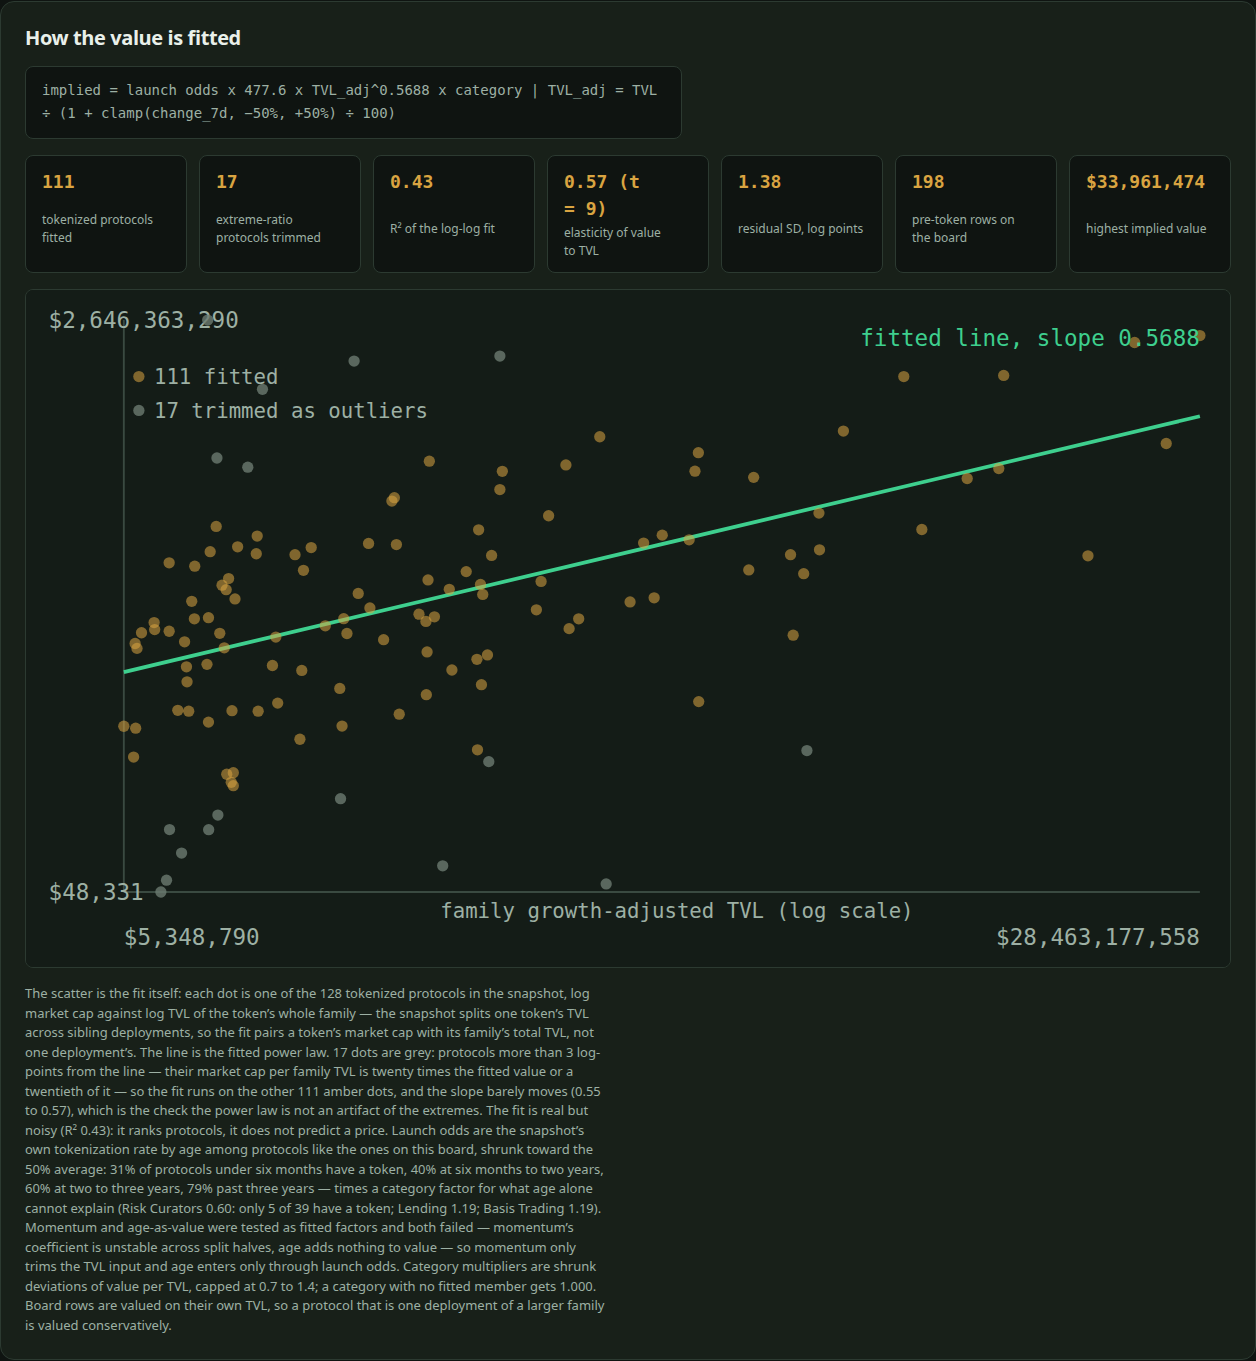 How the value is fitted
implied = launch odds x 477.6 x TVL_adj^0.5688 x category | TVL_adj = TVL
÷ (1 + clamp(change_7d, −50%, +50%) ÷ 100)
111
tokenized protocols
fitted
17
extreme-ratio
protocols trimmed
0.43
R² of the log-log fit
0.57 (t
= 9)
elasticity of value
to TVL
1.38
residual SD, log points
198
pre-token rows on
the board
$33,961,474
highest implied value
$2,646,363,290
fitted line, slope 0.5688
111 fitted
17 trimmed as outliers
$48,331
family growth-adjusted TVL (log scale)
$5,348,790
$28,463,177,558
The scatter is the fit itself: each dot is one of the 128 tokenized protocols in the snapshot, log
market cap against log TVL of the token’s whole family — the snapshot splits one token’s TVL
across sibling deployments, so the fit pairs a token’s market cap with its family’s total TVL, not
one deployment’s. The line is the fitted power law. 17 dots are grey: protocols more than 3 log-
points from the line — their market cap per family TVL is twenty times the fitted value or a
twentieth of it — so the fit runs on the other 111 amber dots, and the slope barely moves (0.55
to 0.57), which is the check the power law is not an artifact of the extremes. The fit is real but
noisy (R² 0.43): it ranks protocols, it does not predict a price. Launch odds are the snapshot’s
own tokenization rate by age among protocols like the ones on this board, shrunk toward the
50% average: 31% of protocols under six months have a token, 40% at six months to two years,
60% at two to three years, 79% past three years — times a category factor for what age alone
cannot explain (Risk Curators 0.60: only 5 of 39 have a token; Lending 1.19; Basis Trading 1.19).
Momentum and age-as-value were tested as fitted factors and both failed — momentum’s
coefficient is unstable across split halves, age adds nothing to value — so momentum only
trims the TVL input and age enters only through launch odds. Category multipliers are shrunk
deviations of value per TVL, capped at 0.7 to 1.4; a category with no fitted member gets 1.000.
Board rows are valued on their own TVL, so a protocol that is one deployment of a larger family
is valued conservatively.